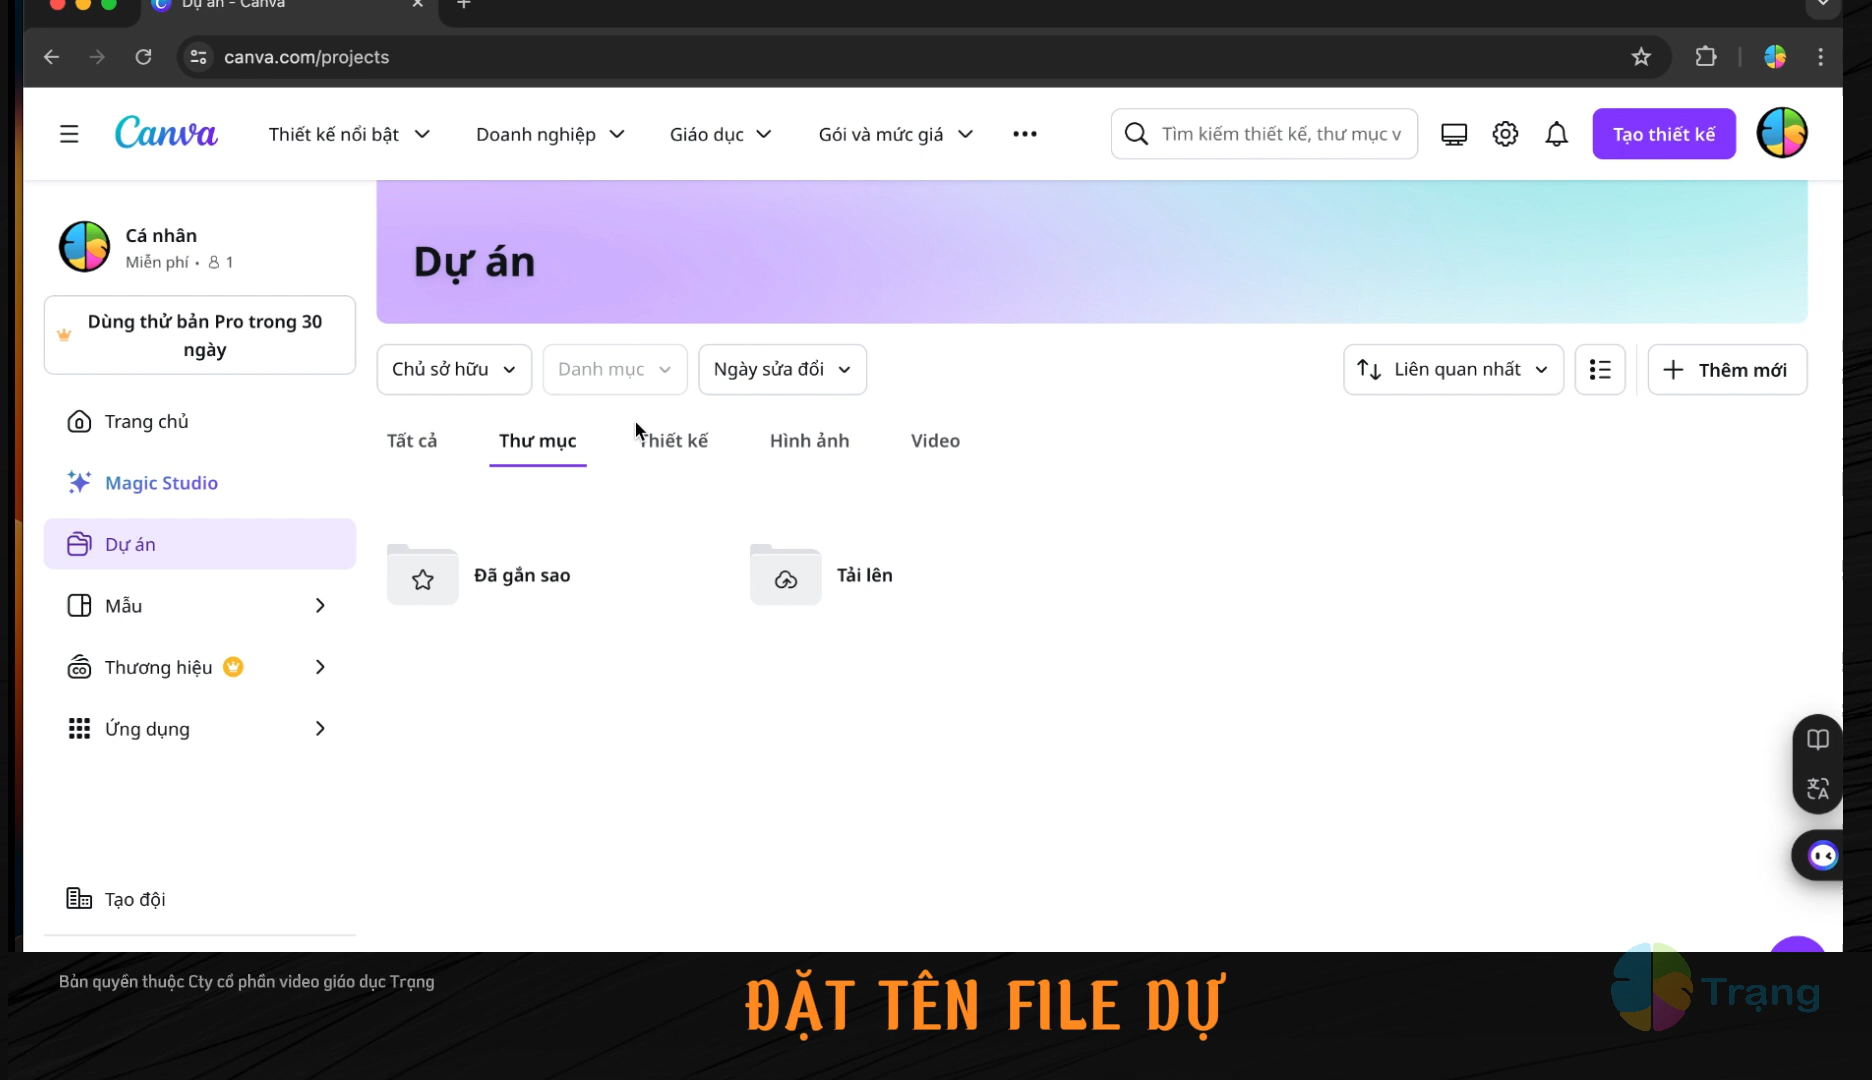 Dự án - Canva
canva.com/projects
Canva
Thiết kế nổi bật
Doanh nghiệp
Giáo dục
Gói và mức giá
Tìm kiếm thiết kế, thư mục v
Tạo thiết kế
Cá nhân
Miễn phí • 1
Dùng thử bản Pro trong 30
ngày
Trang chủ
Magic Studio
Dự án
Mẫu
Thương hiệu
Ứng dụng
Tạo đội
Dự án
Chủ sở hữu
Danh mục
Ngày sửa đổi
Liên quan nhất
Thêm mới
Tất cả
Thư mục
Thiết kế
Hình ảnh
Video
Đã gắn sao
Tải lên
Bản quyền thuộc Cty cổ phần video giáo dục Trạng
ĐẶT TÊN FILE DỰ
Trạng